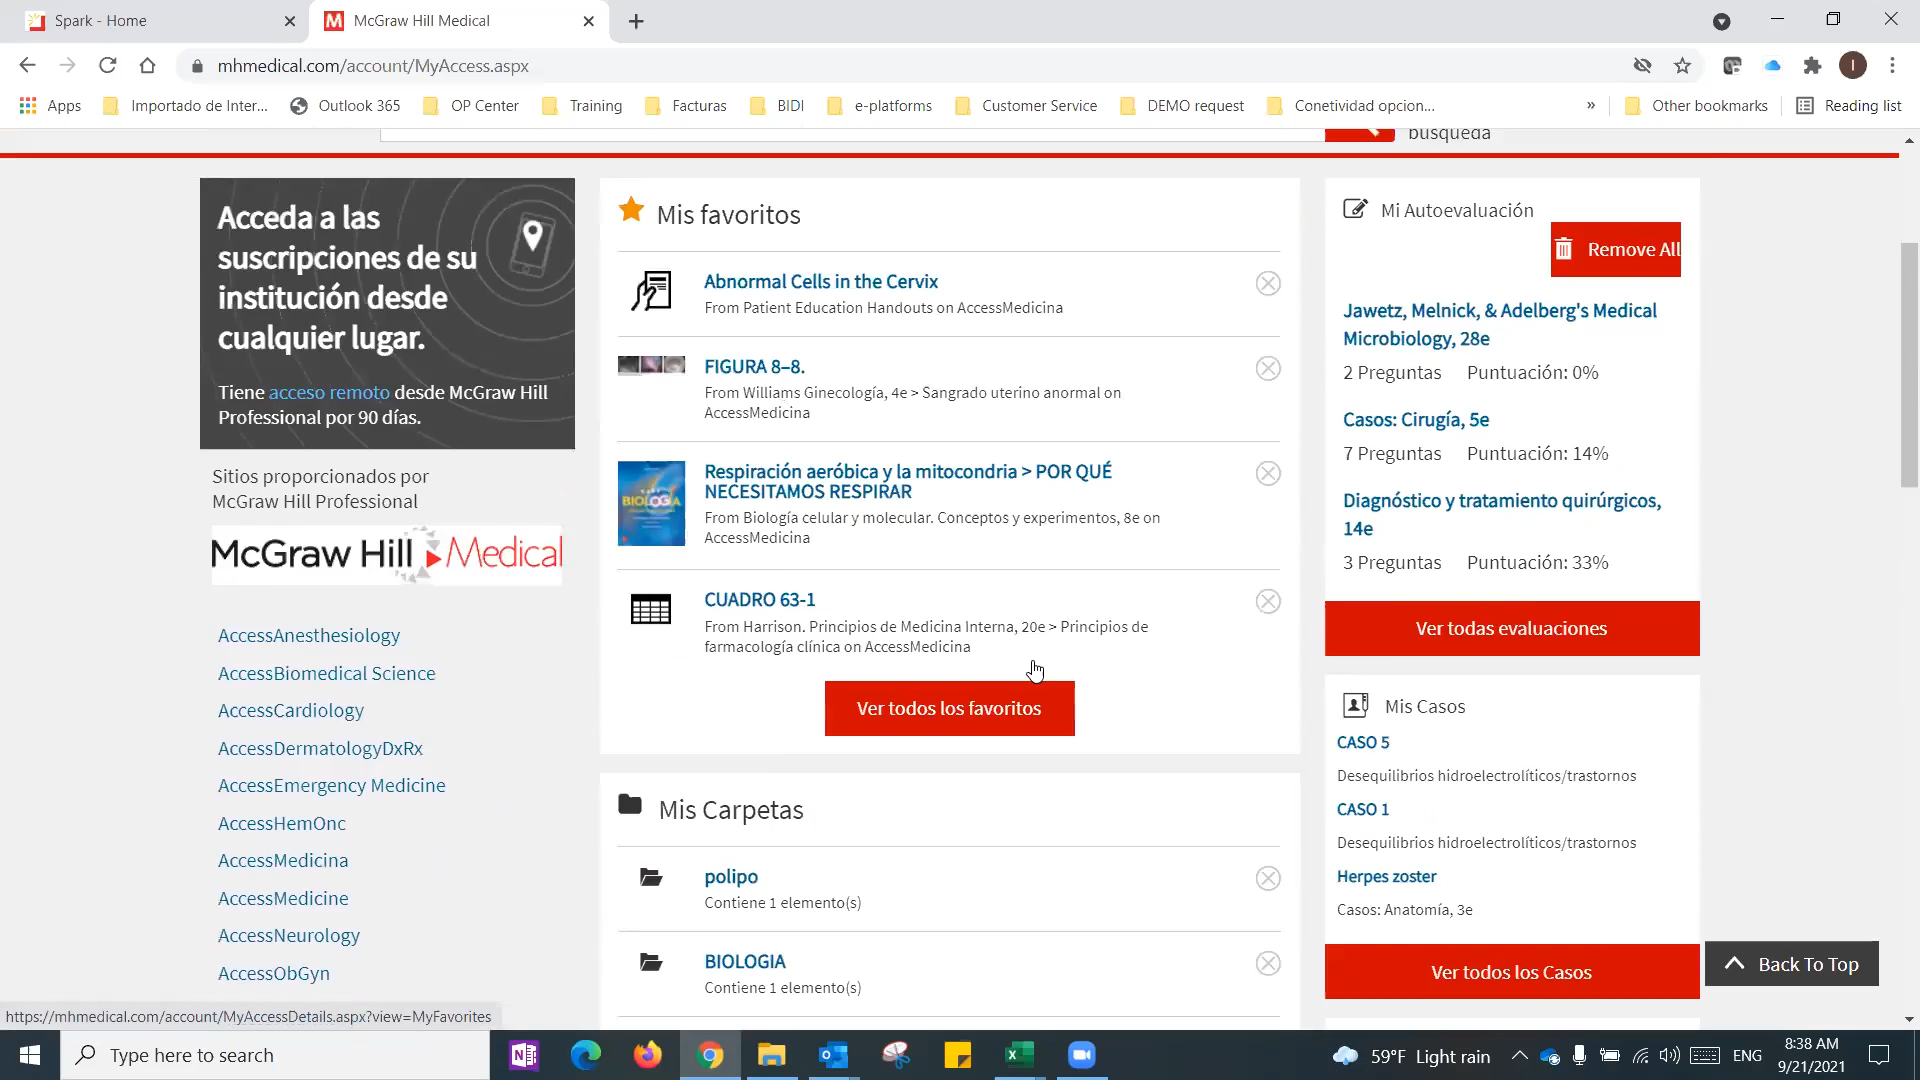 Spark - Home
McGraw Hill Medical
mhmedical.com/account/MyAccess.aspx
I
Apps
Importado de Inter...
Outlook 365
OP Center
Training
Facturas
BIDI
e-platforms
Customer Service
DEMO request
Conetividad opcion...
»
Other bookmarks
Reading list
búsqueda
Acceda a las
suscripciones de su
institución desde
cualquier lugar.
Tiene acceso remoto desde McGraw Hill
Professional por 90 días.
Sitios proporcionados por
McGraw Hill Professional
McGraw Hill Medical
AccessAnesthesiology
AccessBiomedical Science
AccessCardiology
AccessDermatologyDxRx
AccessEmergency Medicine
AccessHemOnc
AccessMedicina
AccessMedicine
AccessNeurology
AccessObGyn
Mis favoritos
Abnormal Cells in the Cervix
From Patient Education Handouts on AccessMedicina
FIGURA 8–8.
From Williams Ginecología, 4e > Sangrado uterino anormal on
AccessMedicina
BIOLOGIA
Respiración aeróbica y la mitocondria > POR QUÉ
NECESITAMOS RESPIRAR
From Biología celular y molecular. Conceptos y experimentos, 8e on
AccessMedicina
CUADRO 63-1
From Harrison. Principios de Medicina Interna, 20e > Principios de
farmacología clínica on AccessMedicina
Ver todos los favoritos
Mis Carpetas
polipo
Contiene 1 elemento(s)
BIOLOGIA
Contiene 1 elemento(s)
Mi Autoevaluación
Remove All
Jawetz, Melnick, & Adelberg's Medical
Microbiology, 28e
2 Preguntas Puntuación: 0%
Casos: Cirugía, 5e
7 Preguntas Puntuación: 14%
Diagnóstico y tratamiento quirúrgicos,
14e
3 Preguntas Puntuación: 33%
Ver todas evaluaciones
Mis Casos
CASO 5
Desequilibrios hidroelectrolíticos/trastornos
CASO 1
Desequilibrios hidroelectrolíticos/trastornos
Herpes zoster
Casos: Anatomía, 3e
Ver todos los Casos
Back To Top
https://mhmedical.com/account/MyAccessDetails.aspx?view=MyFavorites
Type here to search
59°F Light rain
ENG
8:38 AM
9/21/2021